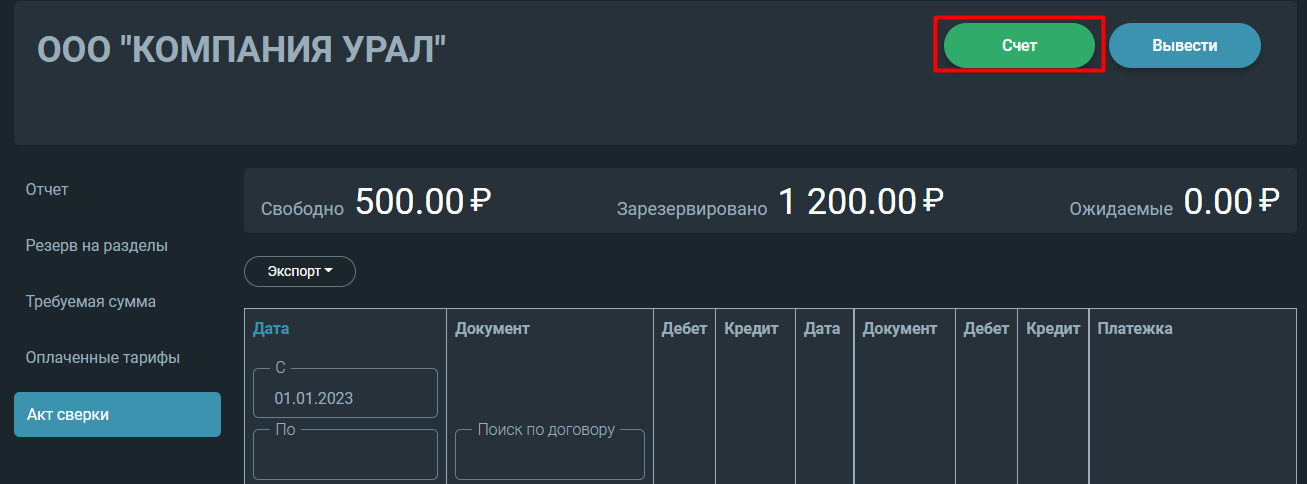 ООО "КОМПАНИЯ УРАЛ"
Счет
Вывести
Отчет
Резерв на разделы
Требуемая сумма
Оплаченные тарифы
Акт сверки
Свободно 500.00 ₽
Зарезервировано 1 200.00 ₽
Ожидаемые 0.00 ₽
Экспорт
Дата Документ Дебет Кредит Дата Документ Дебет Кредит Платежка
С
01.01.2023
По
Поиск по договору